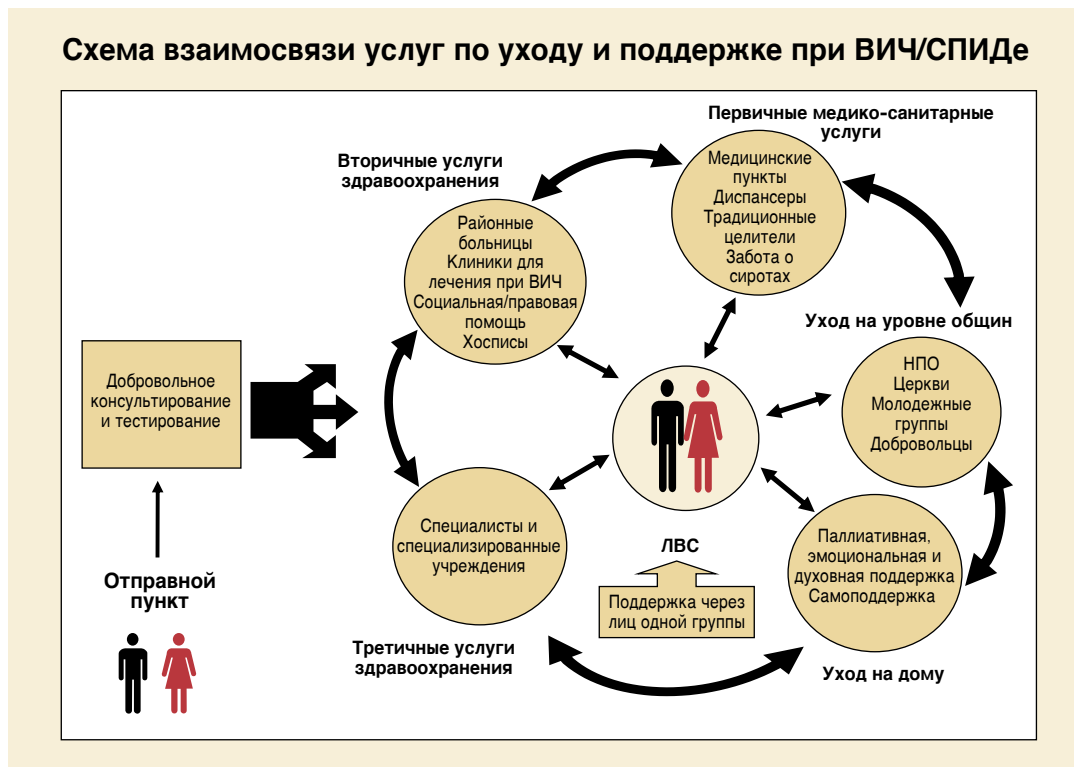 Схема взаимосвязи услуг по уходу и поддержке при ВИЧ/СПИДе
Первичные медико-санитарные
услуги
Медицинские
пункты
Диспансеры
Традиционные
целители
Забота о
сиротах
Вторичные услуги
здравоохранения
Районные
больницы
Клиники для
лечения при ВИЧ
Социальная/правовая
помощь
Хосписы
Уход на уровне общин
НПО
Церкви
Молодежные
группы
Добровольцы
Добровольное
консультирование
и тестирование
Отправной
пункт
Специалисты и
специализированные
учреждения
Третичные услуги
здравоохранения
ЛВС
Поддержка через
лиц одной группы
Паллиативная,
эмоциональная и
духовная поддержка
Самоподдержка
Уход на дому